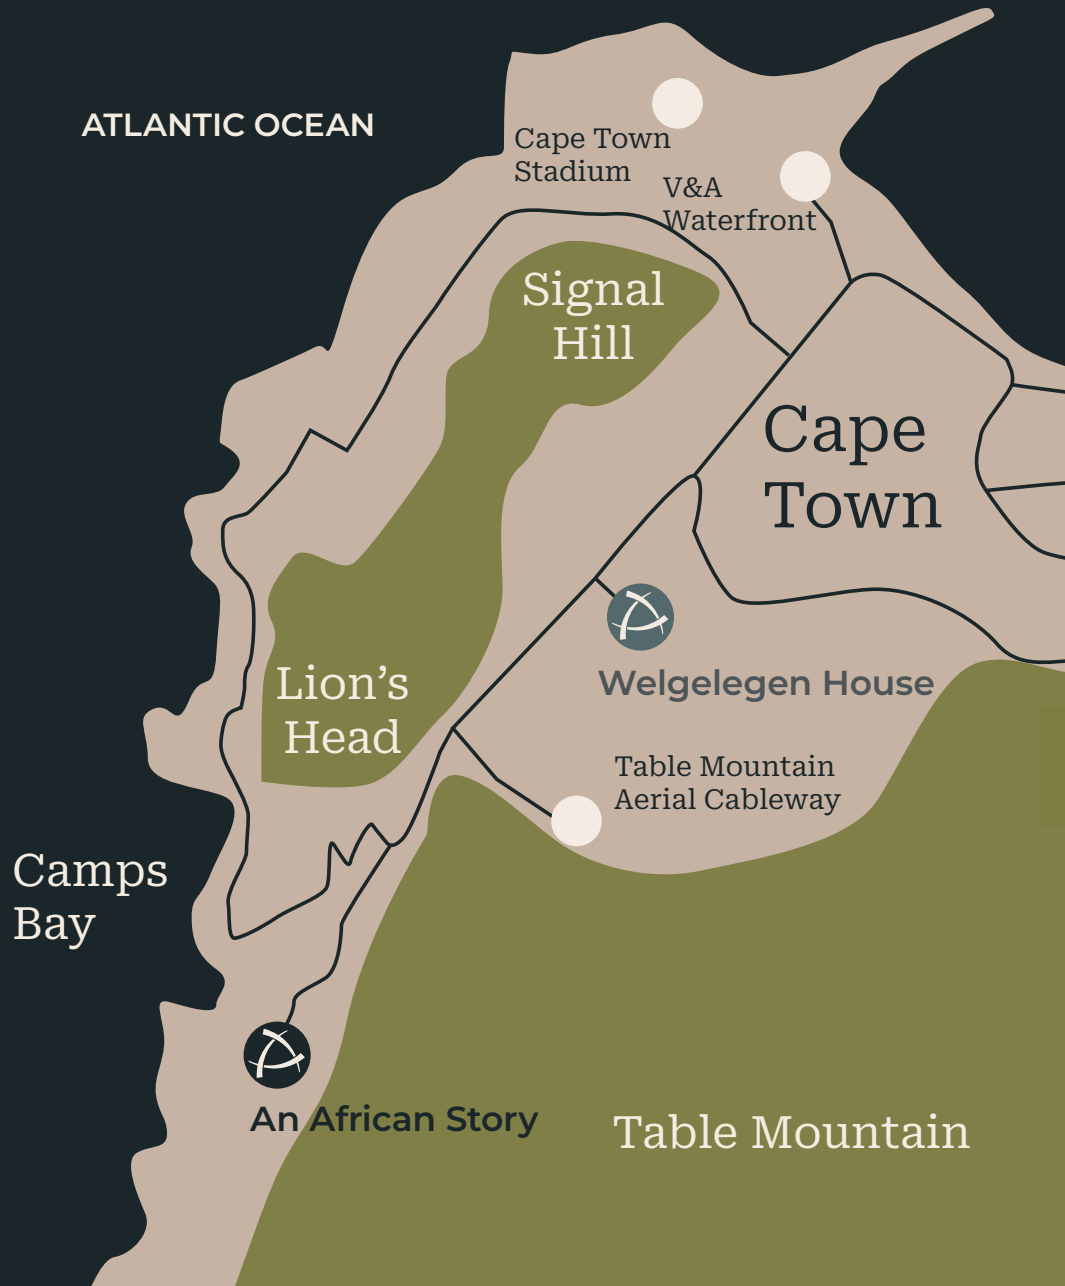 ATLANTIC OCEAN
Cape Town
Stadium
V&A
Waterfront
Signal
Hill
Cape
Town
Lion’s
Head
Welgelegen House
Table Mountain
Aerial Cableway
Camps
Bay
An African Story
Table Mountain